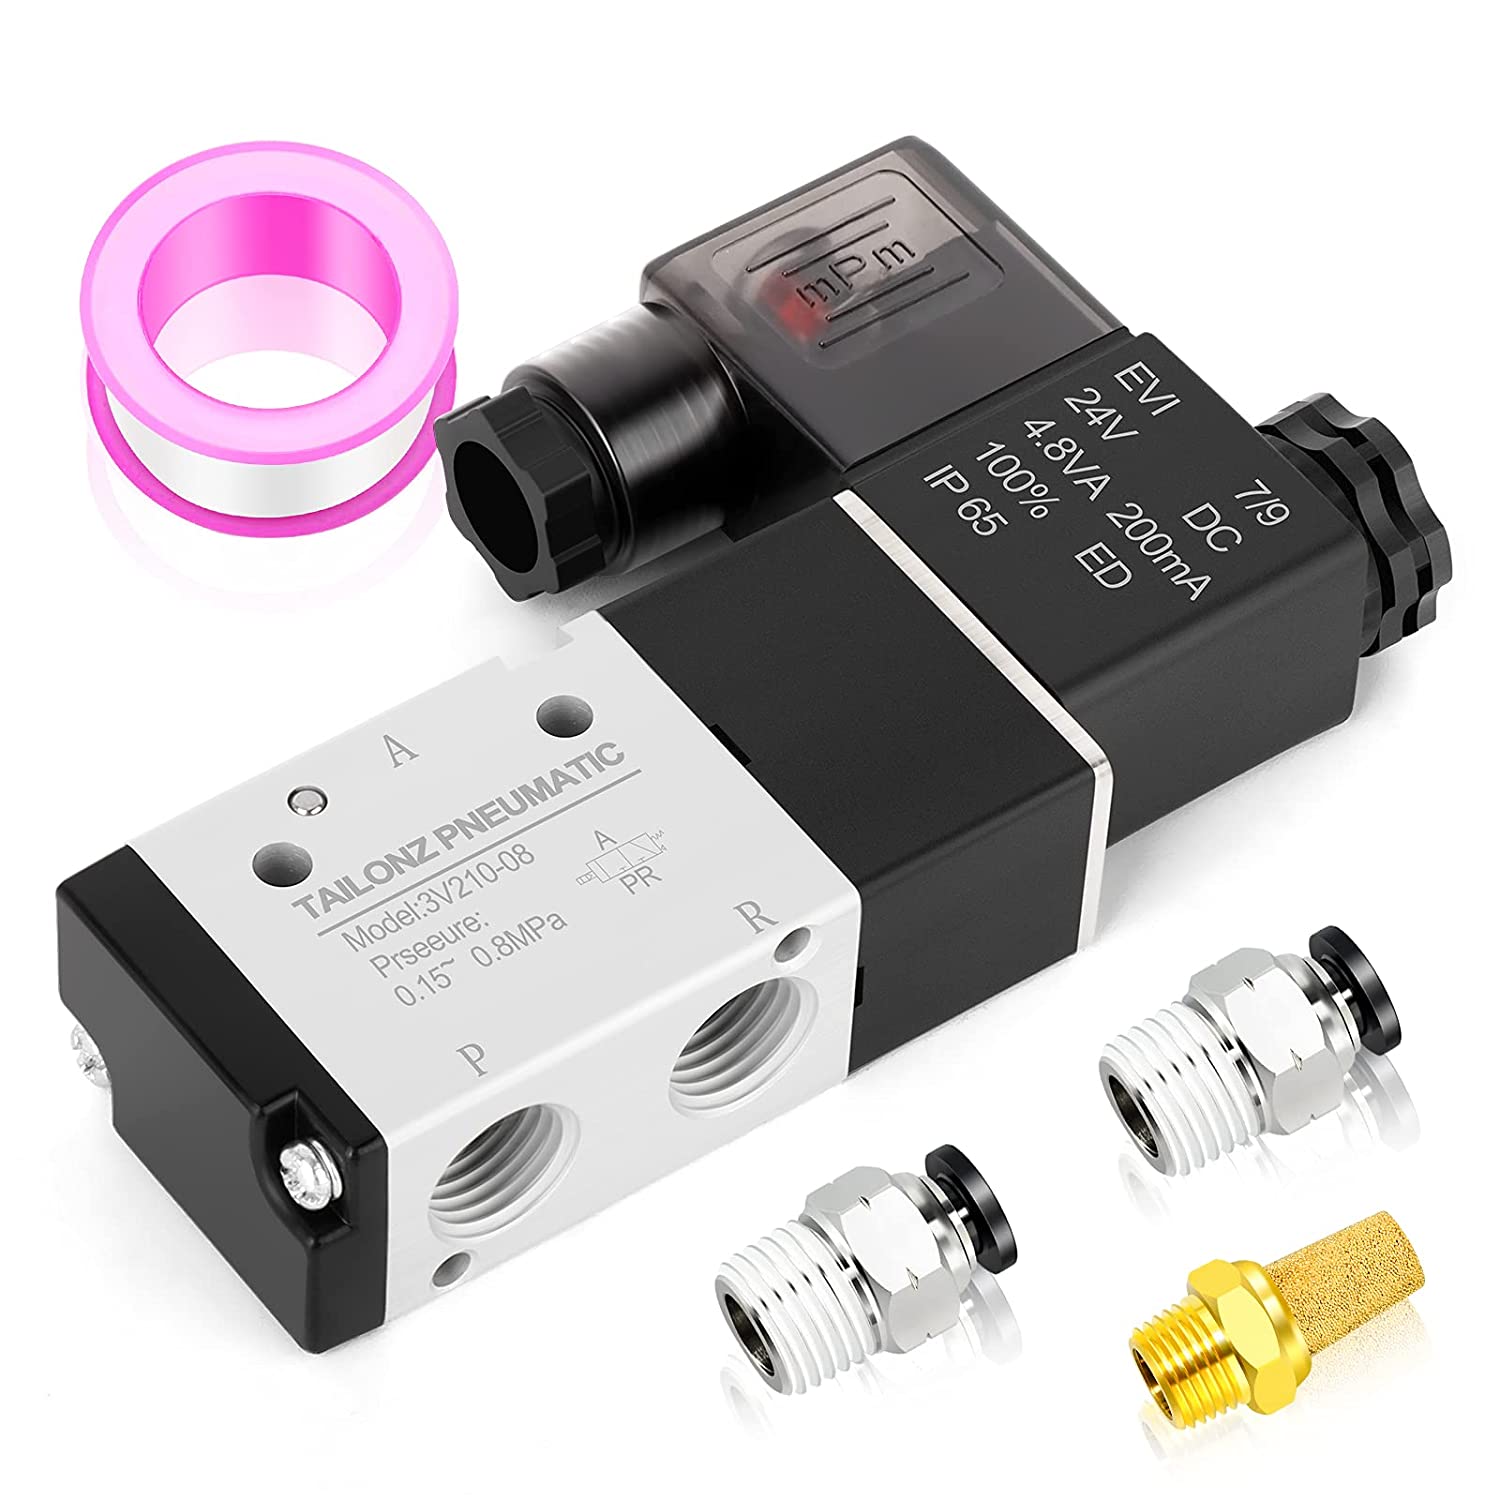 mPm
EVI 7/9
24V DC
4.8VA 200mA
100% ED
IP 65
A
TAILONZ PNEUMATIC
Model:3V210-08
Prseeure:
0.15~ 0.8MPa
A
PR
P
R